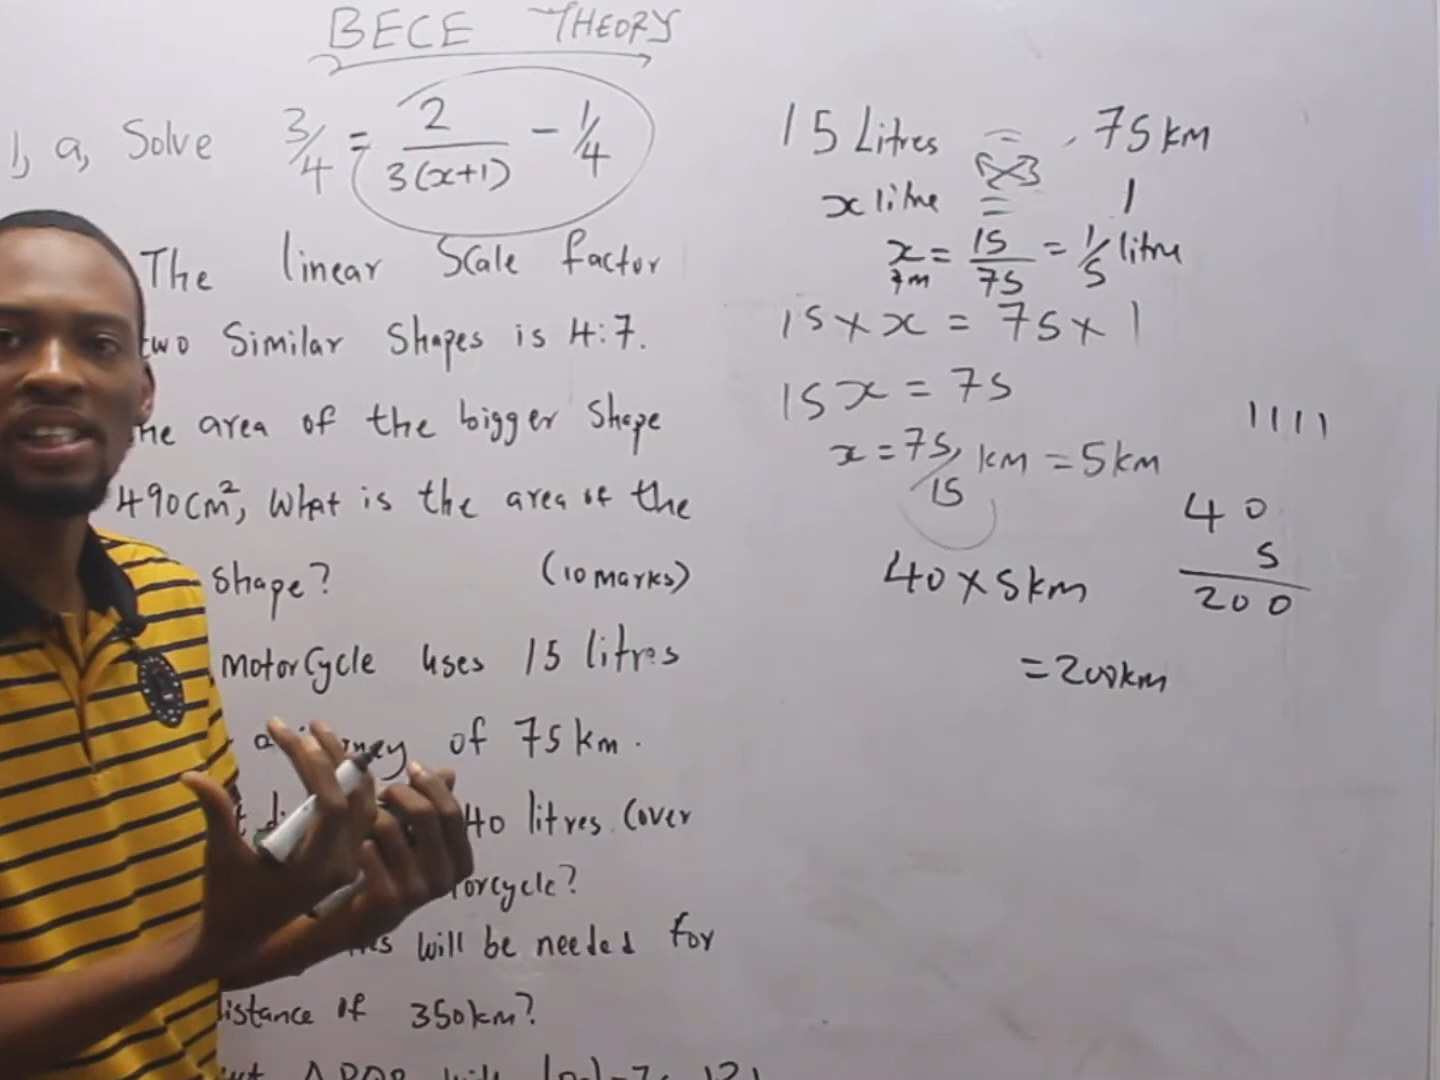 BECE THEORY
1, a, Solve 3/4 = 2/3(x+1) - 1/4
The linear Scale factor
two Similar Shapes is 4:7.
area of the bigger Shape
490cm², What is the area of the
Shape? (10 marks)
Motorcycle uses 15 litres
of 75km.
40 litres cover
orcycle?
will be needed for
distance of 350km?
15 Litres = 75km
x litre = 1
x = 15/75 = 1/5 litre
15 × x = 75 × 1
15x = 75
x = 75/15 km = 5km
40 × 5km
= 200km
1111
40
5
200